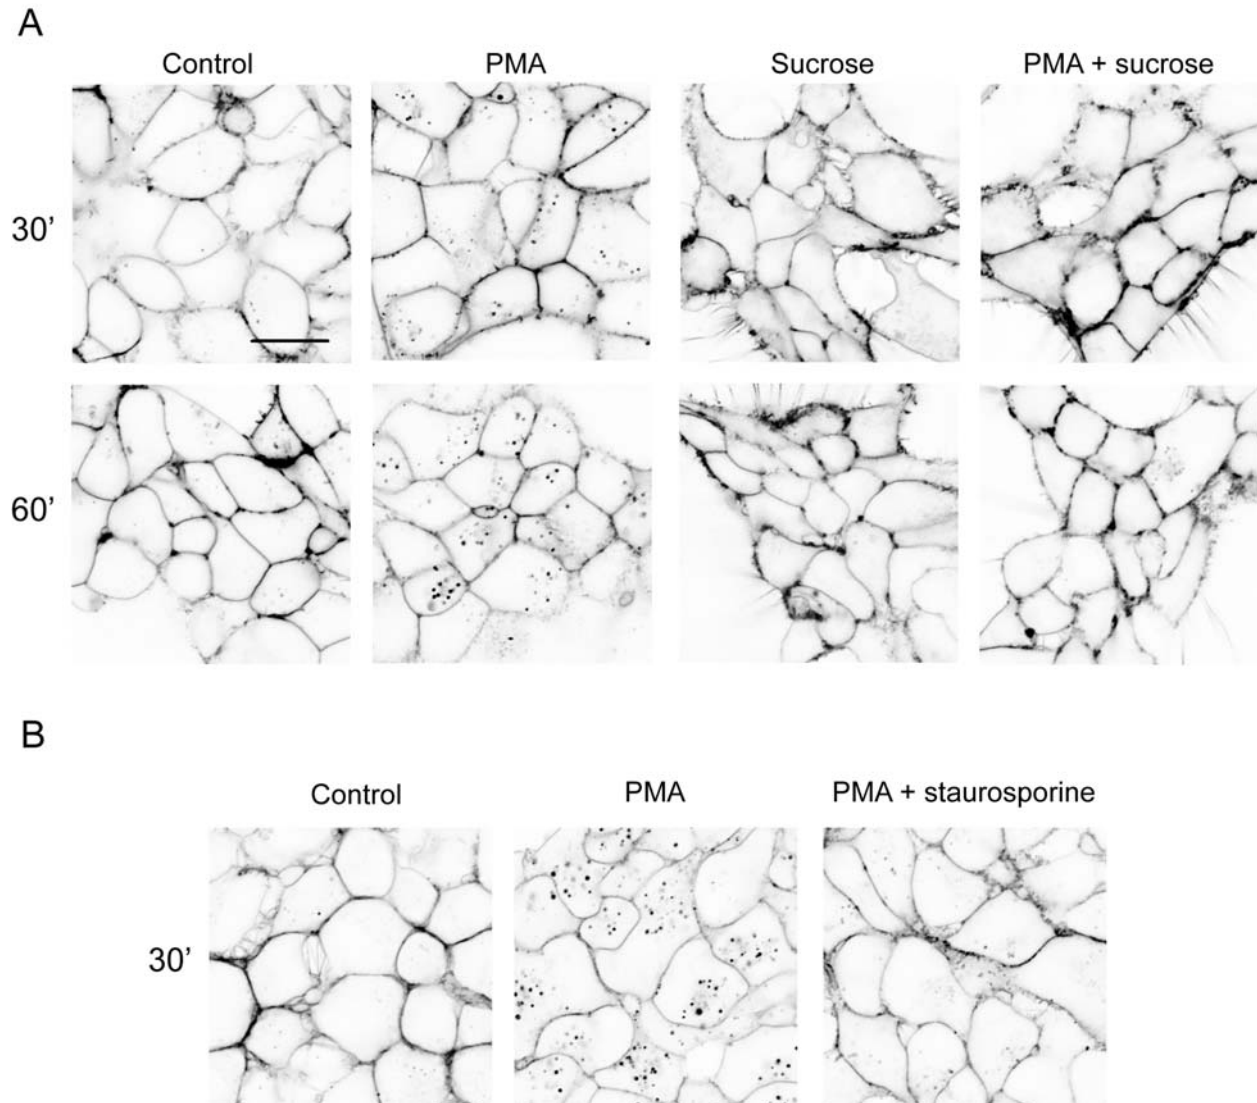 A
Control PMA Sucrose PMA + sucrose
30’
60’
B
Control PMA PMA + staurosporine
30’